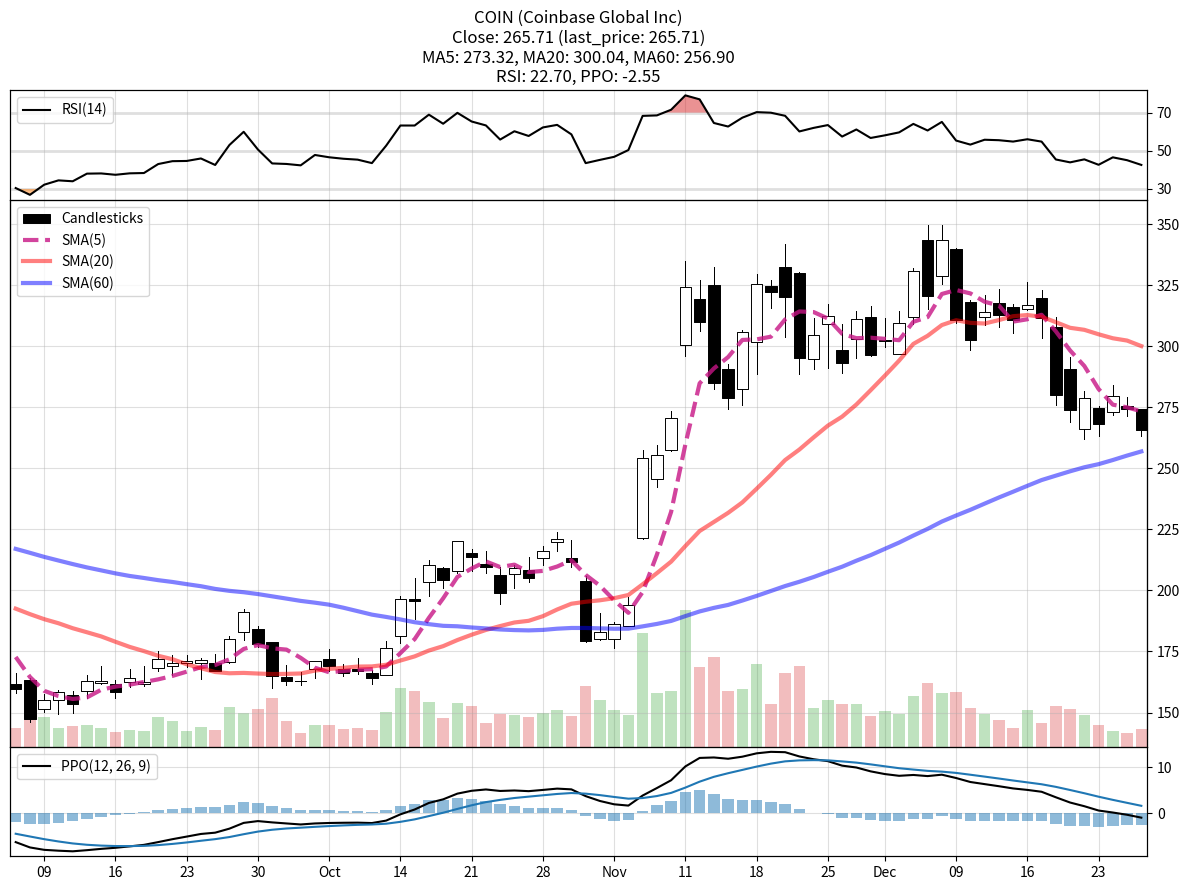 COIN (Coinbase Global Inc)
Close: 265.71 (last_price: 265.71)
MA5: 273.32, MA20: 300.04, MA60: 256.90
RSI: 22.70, PPO: -2.55
RSI(14)
70
50
30
Candlesticks
SMA(5)
SMA(20)
SMA(60)
350
325
300
275
250
225
200
175
150
PPO(12, 26, 9)
10
0
09 16 23 30 Oct 14 21 28 Nov 11 18 25 Dec 09 16 23